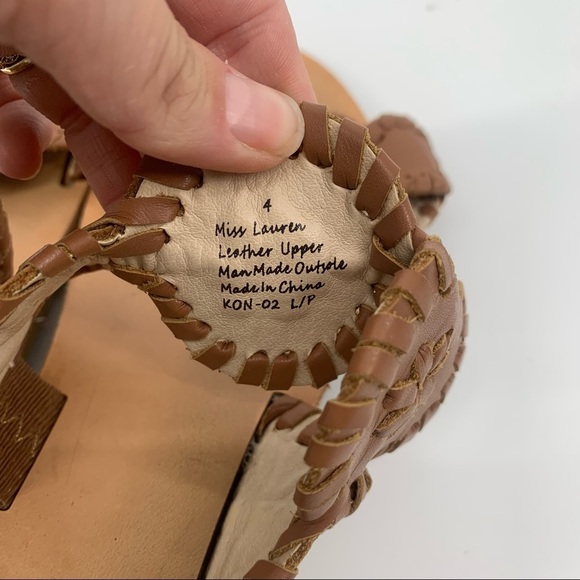 4
Miss Lauren
Leather Upper
Man Made Outsole
Made In China
KON-02 L/P